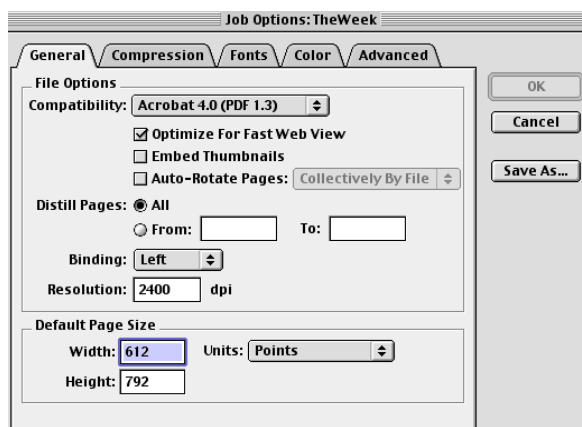 Job Options: TheWeek
General Compression Fonts Color Advanced
File Options
Compatibility: Acrobat 4.0 (PDF 1.3)
Optimize For Fast Web View
Embed Thumbnails
Auto-Rotate Pages: Collectively By File
Distill Pages: All
From: To:
Binding: Left
Resolution: 2400 dpi
Default Page Size
Width: 612 Units: Points
Height: 792
OK
Cancel
Save As...